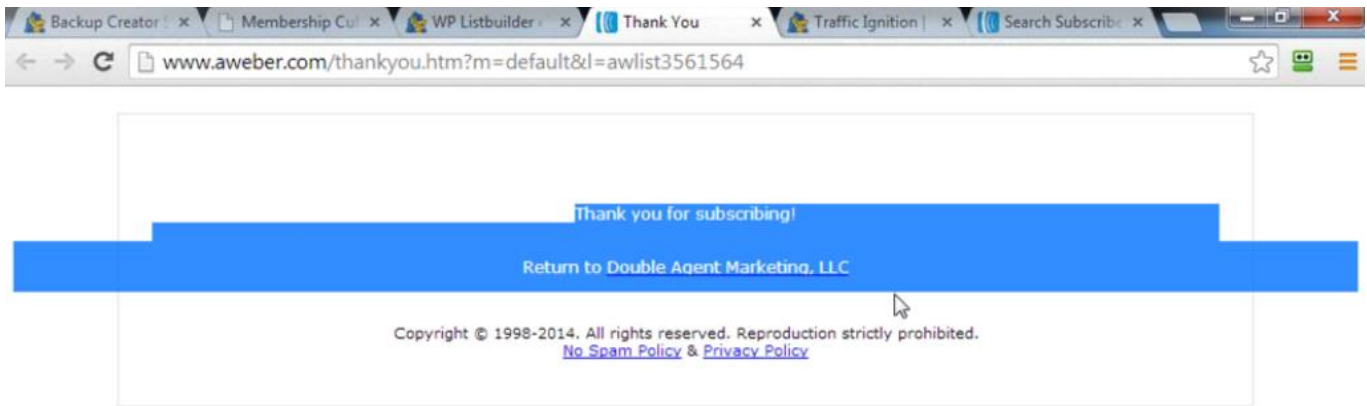 Backup Creator Membership Cul WP Listbuilder Thank You Traffic Ignition | Search Subscribe
www.aweber.com/thankyou.htm?m=default&l=awlist3561564
Thank you for subscribing!
Return to Double Agent Marketing, LLC
Copyright © 1998-2014. All rights reserved. Reproduction strictly prohibited.
No Spam Policy & Privacy Policy